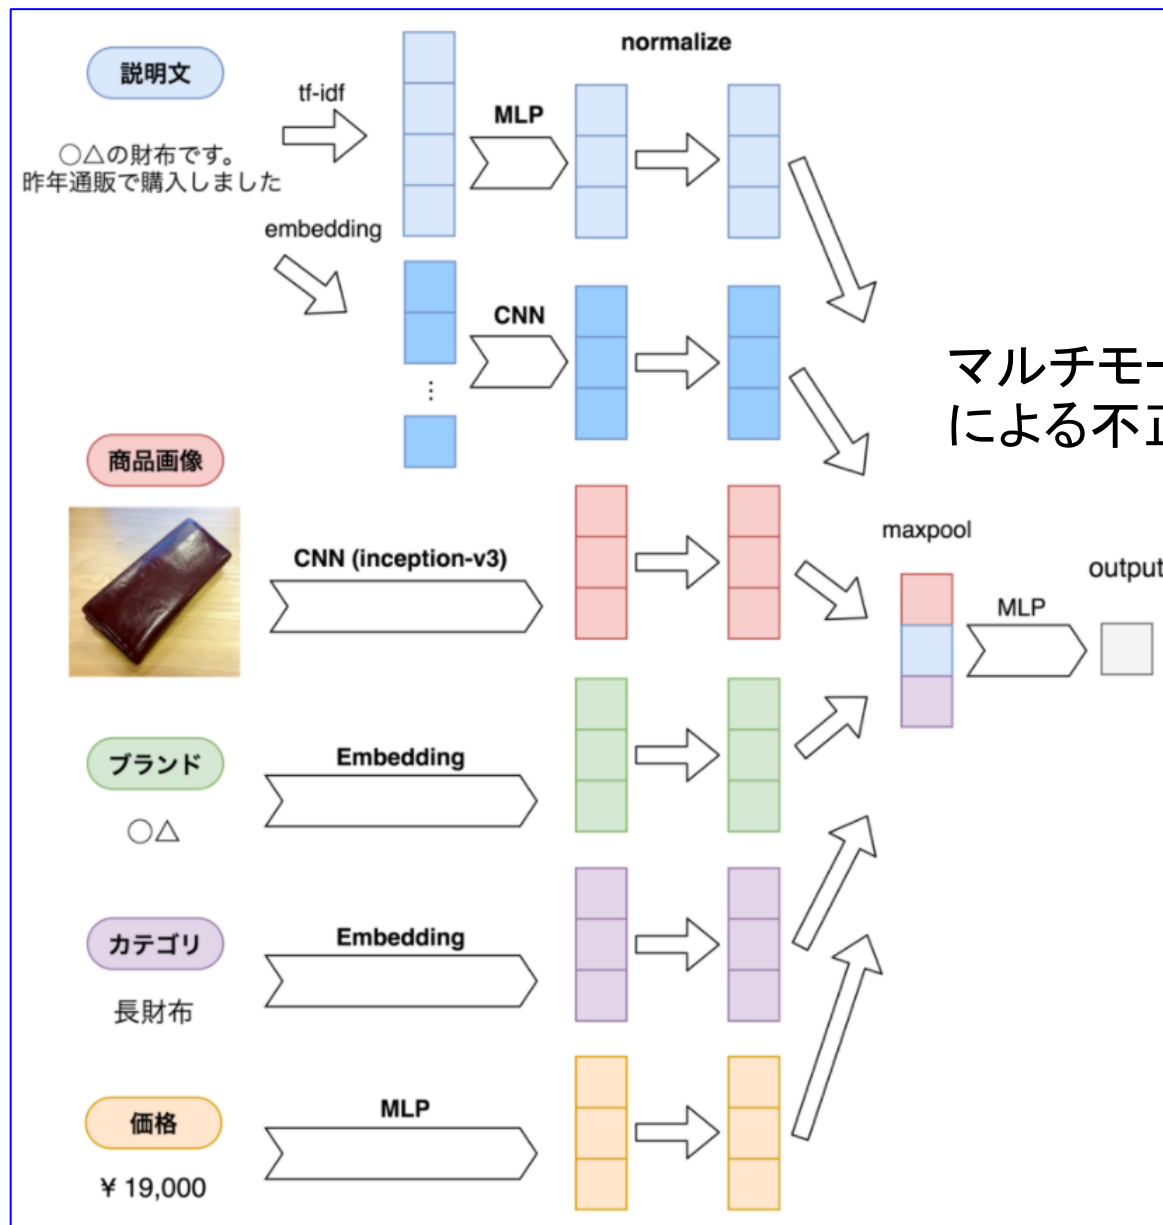 normalize
説明文
tf-idf
MLP
○△の財布です。
昨年通販で購入しました
embedding
CNN
マルチモー
による不正
商品画像
CNN (inception-v3)
maxpool
output
MLP
ブランド
Embedding
○△
カテゴリ
Embedding
長財布
価格
MLP
¥ 19,000